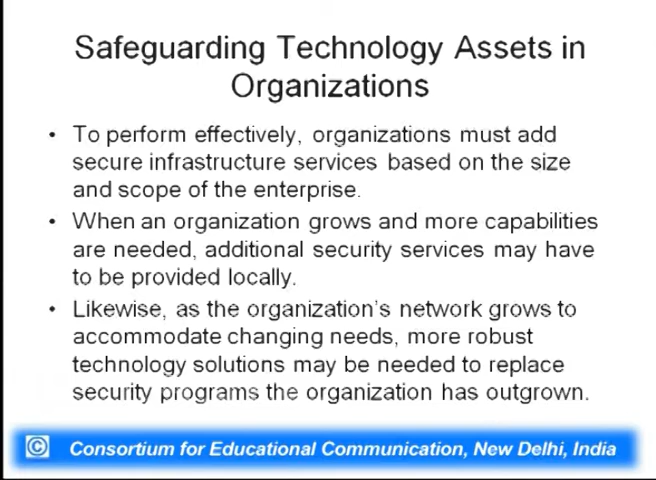 Safeguarding Technology Assets in
Organizations
• To perform effectively, organizations must add
secure infrastructure services based on the size
and scope of the enterprise.
• When an organization grows and more capabilities
are needed, additional security services may have
to be provided locally.
• Likewise, as the organization's network grows to
accommodate changing needs, more robust
technology solutions may be needed to replace
security programs the organization has outgrown.
© Consortium for Educational Communication, New Delhi, India